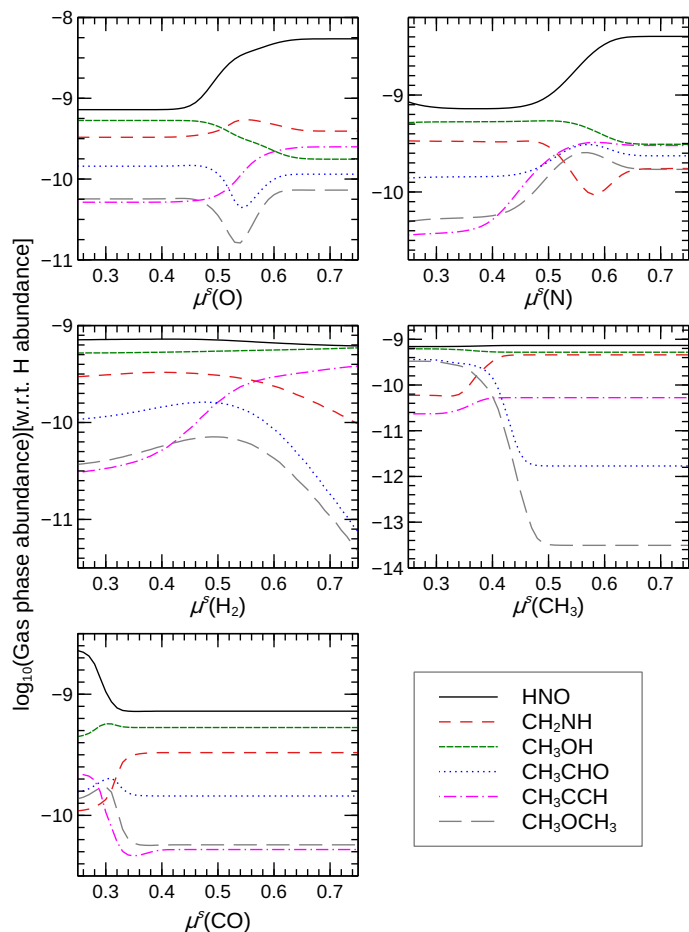 −8
−9
−10
−11
0.3 0.4 0.5 0.6 0.7
μˢ(O)
−9
−10
0.3 0.4 0.5 0.6 0.7
μˢ(N)
log₁₀(Gas phase abundance)[w.r.t. H abundance]
−9
−10
−11
0.3 0.4 0.5 0.6 0.7
μˢ(H₂)
−9
−10
−11
−12
−13
−14
0.3 0.4 0.5 0.6 0.7
μˢ(CH₃)
−9
−10
0.3 0.4 0.5 0.6 0.7
μˢ(CO)
HNO
CH₂NH
CH₃OH
CH₃CHO
CH₃CCH
CH₃OCH₃